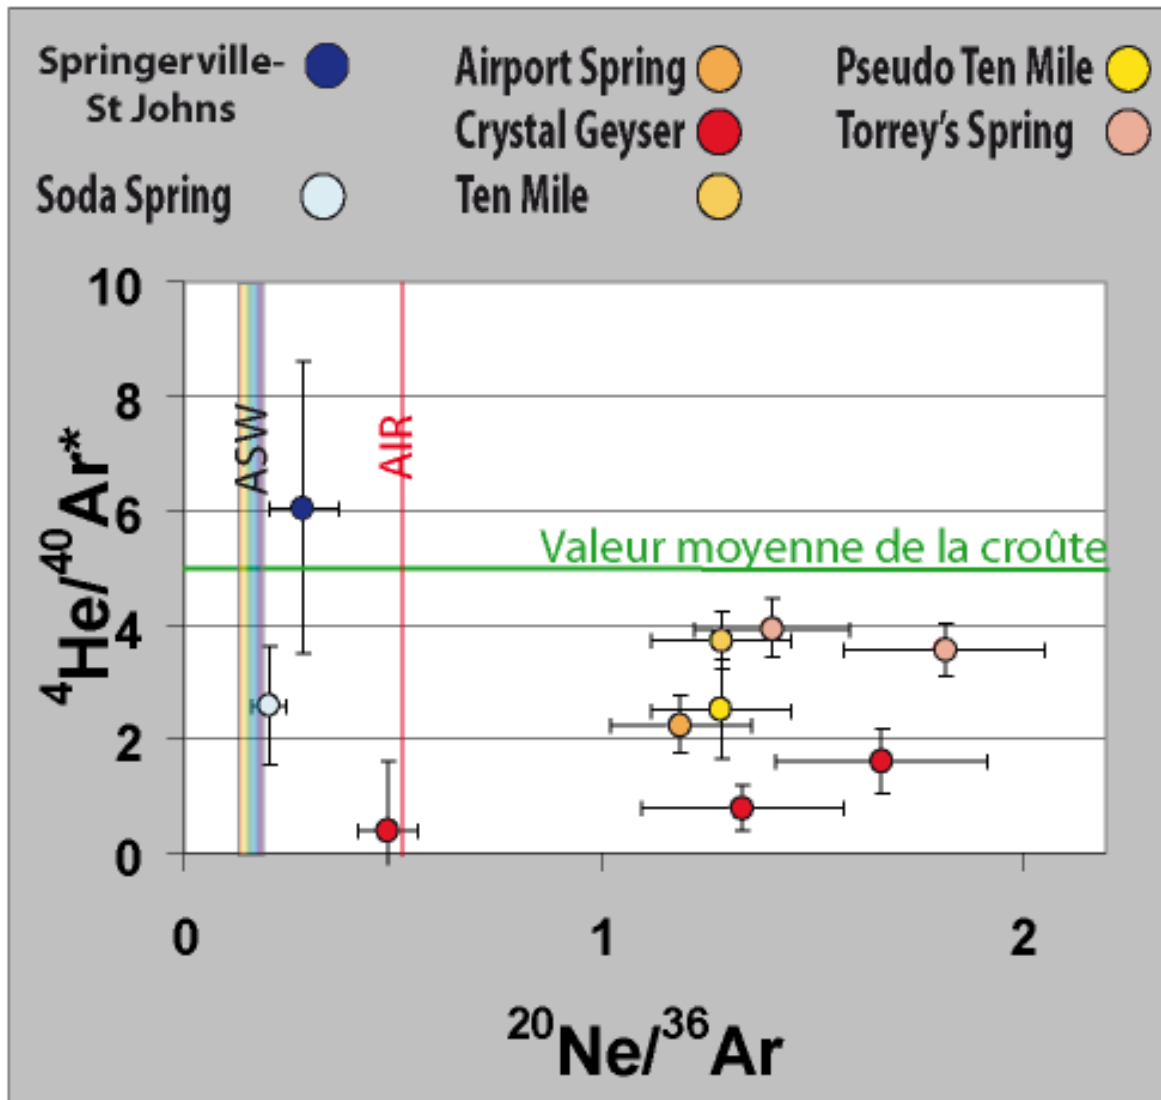 Springerville-
St Johns
Airport Spring
Pseudo Ten Mile
Crystal Geyser
Torrey's Spring
Soda Spring
Ten Mile
10
8
6
4
2
0
⁴He/⁴⁰Ar*
ASW
AIR
Valeur moyenne de la croûte
0
1
2
²⁰Ne/³⁶Ar